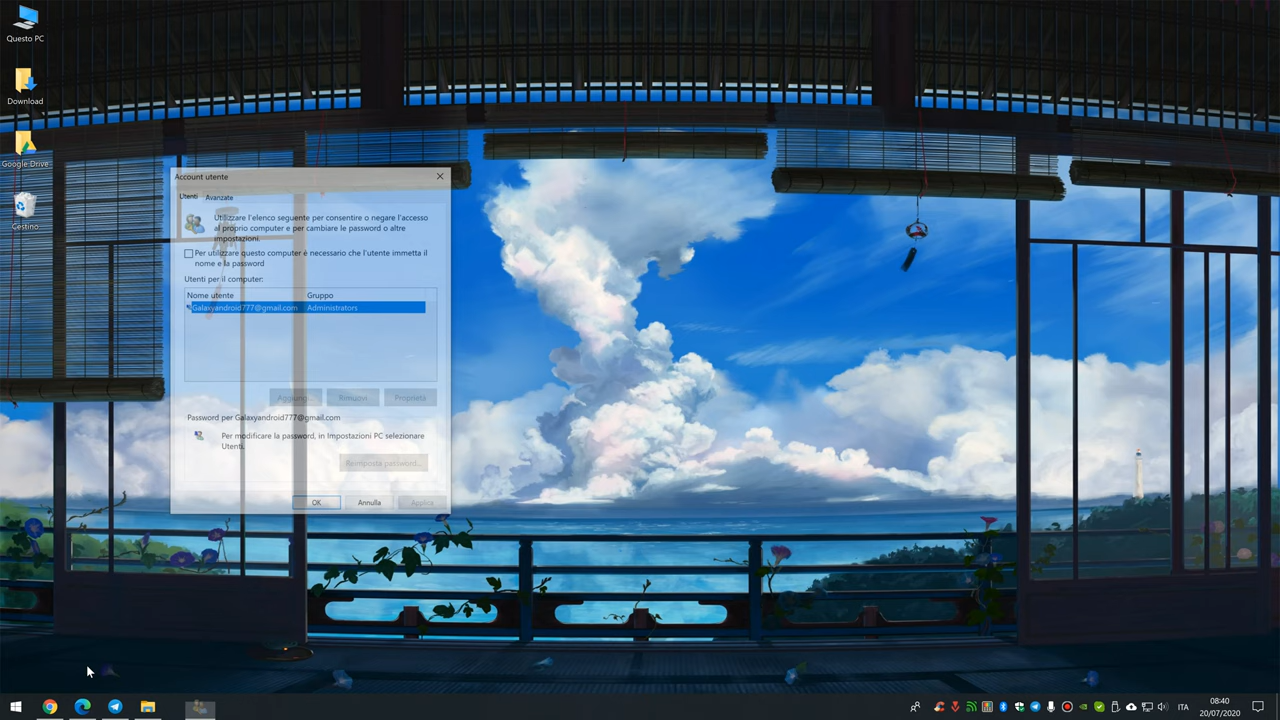 Questo PC
Download
Google Drive
Cestino
Account utente
Utenti
Avanzate
Utilizzare l'elenco seguente per consentire o negare l'accesso
al proprio computer e per cambiare le password o altre
impostazioni.
Per utilizzare questo computer è necessario che l'utente immetta il
nome e la password
Utenti per il computer:
Nome utente
Gruppo
Galaxyandroid777@gmail.com
Administrators
Aggiungi...
Rimuovi
Proprietà
Password per Galaxyandroid777@gmail.com
Per modificare la password, in Impostazioni PC selezionare
Utenti.
Reimposta password...
OK
Annulla
Applica
ITA
08:40
20/07/2020